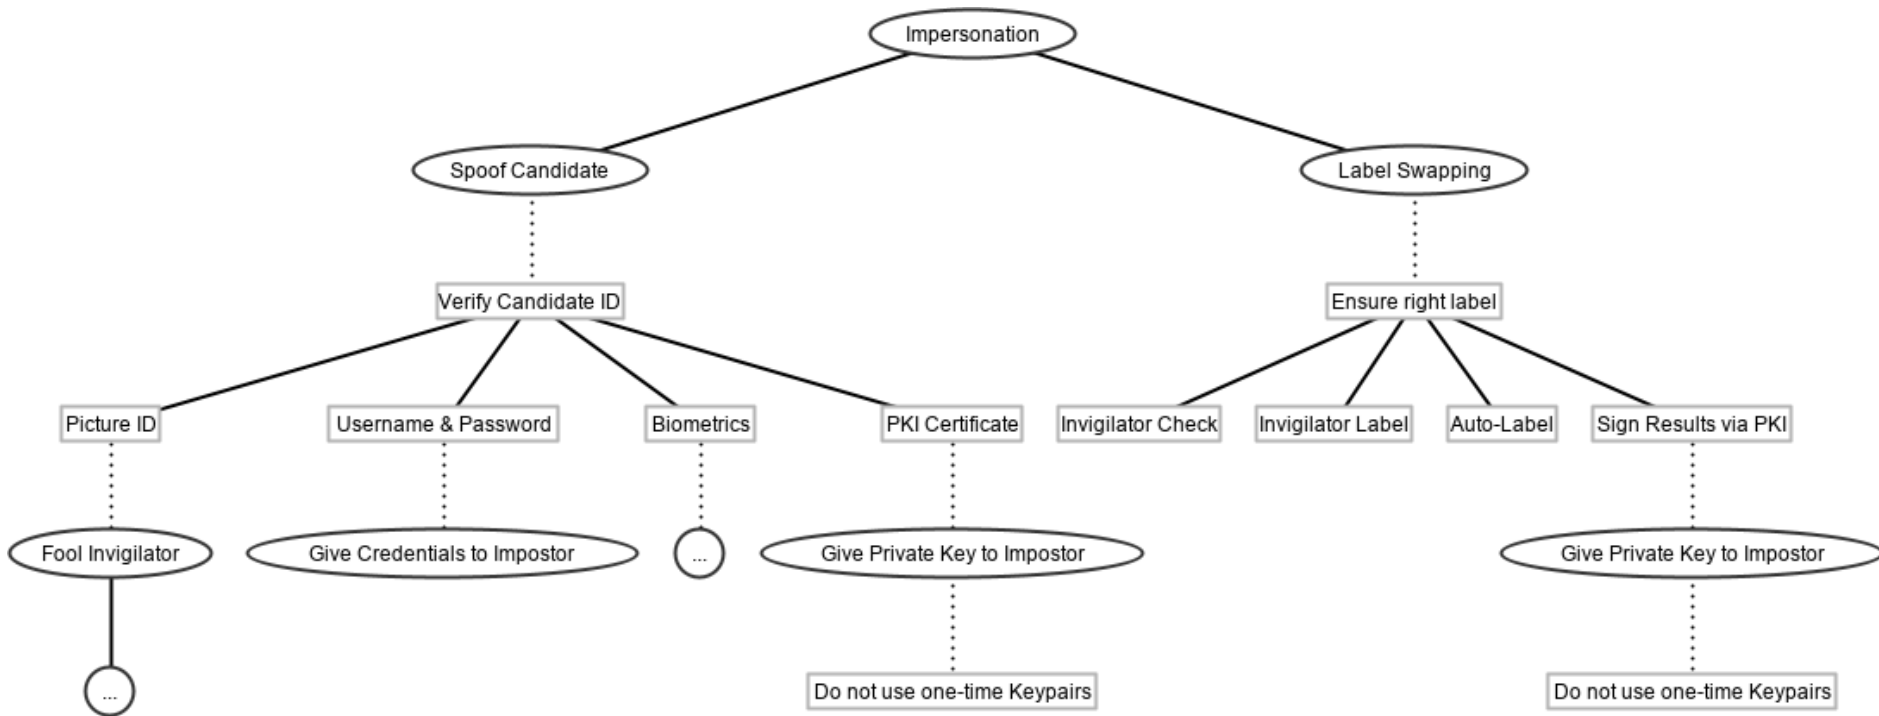 Impersonation
Spoof Candidate
Label Swapping
Verify Candidate ID
Ensure right label
Picture ID
Username & Password
Biometrics
PKI Certificate
Invigilator Check
Invigilator Label
Auto-Label
Sign Results via PKI
Fool Invigilator
Give Credentials to Impostor
...
Give Private Key to Impostor
Give Private Key to Impostor
...
Do not use one-time Keypairs
Do not use one-time Keypairs